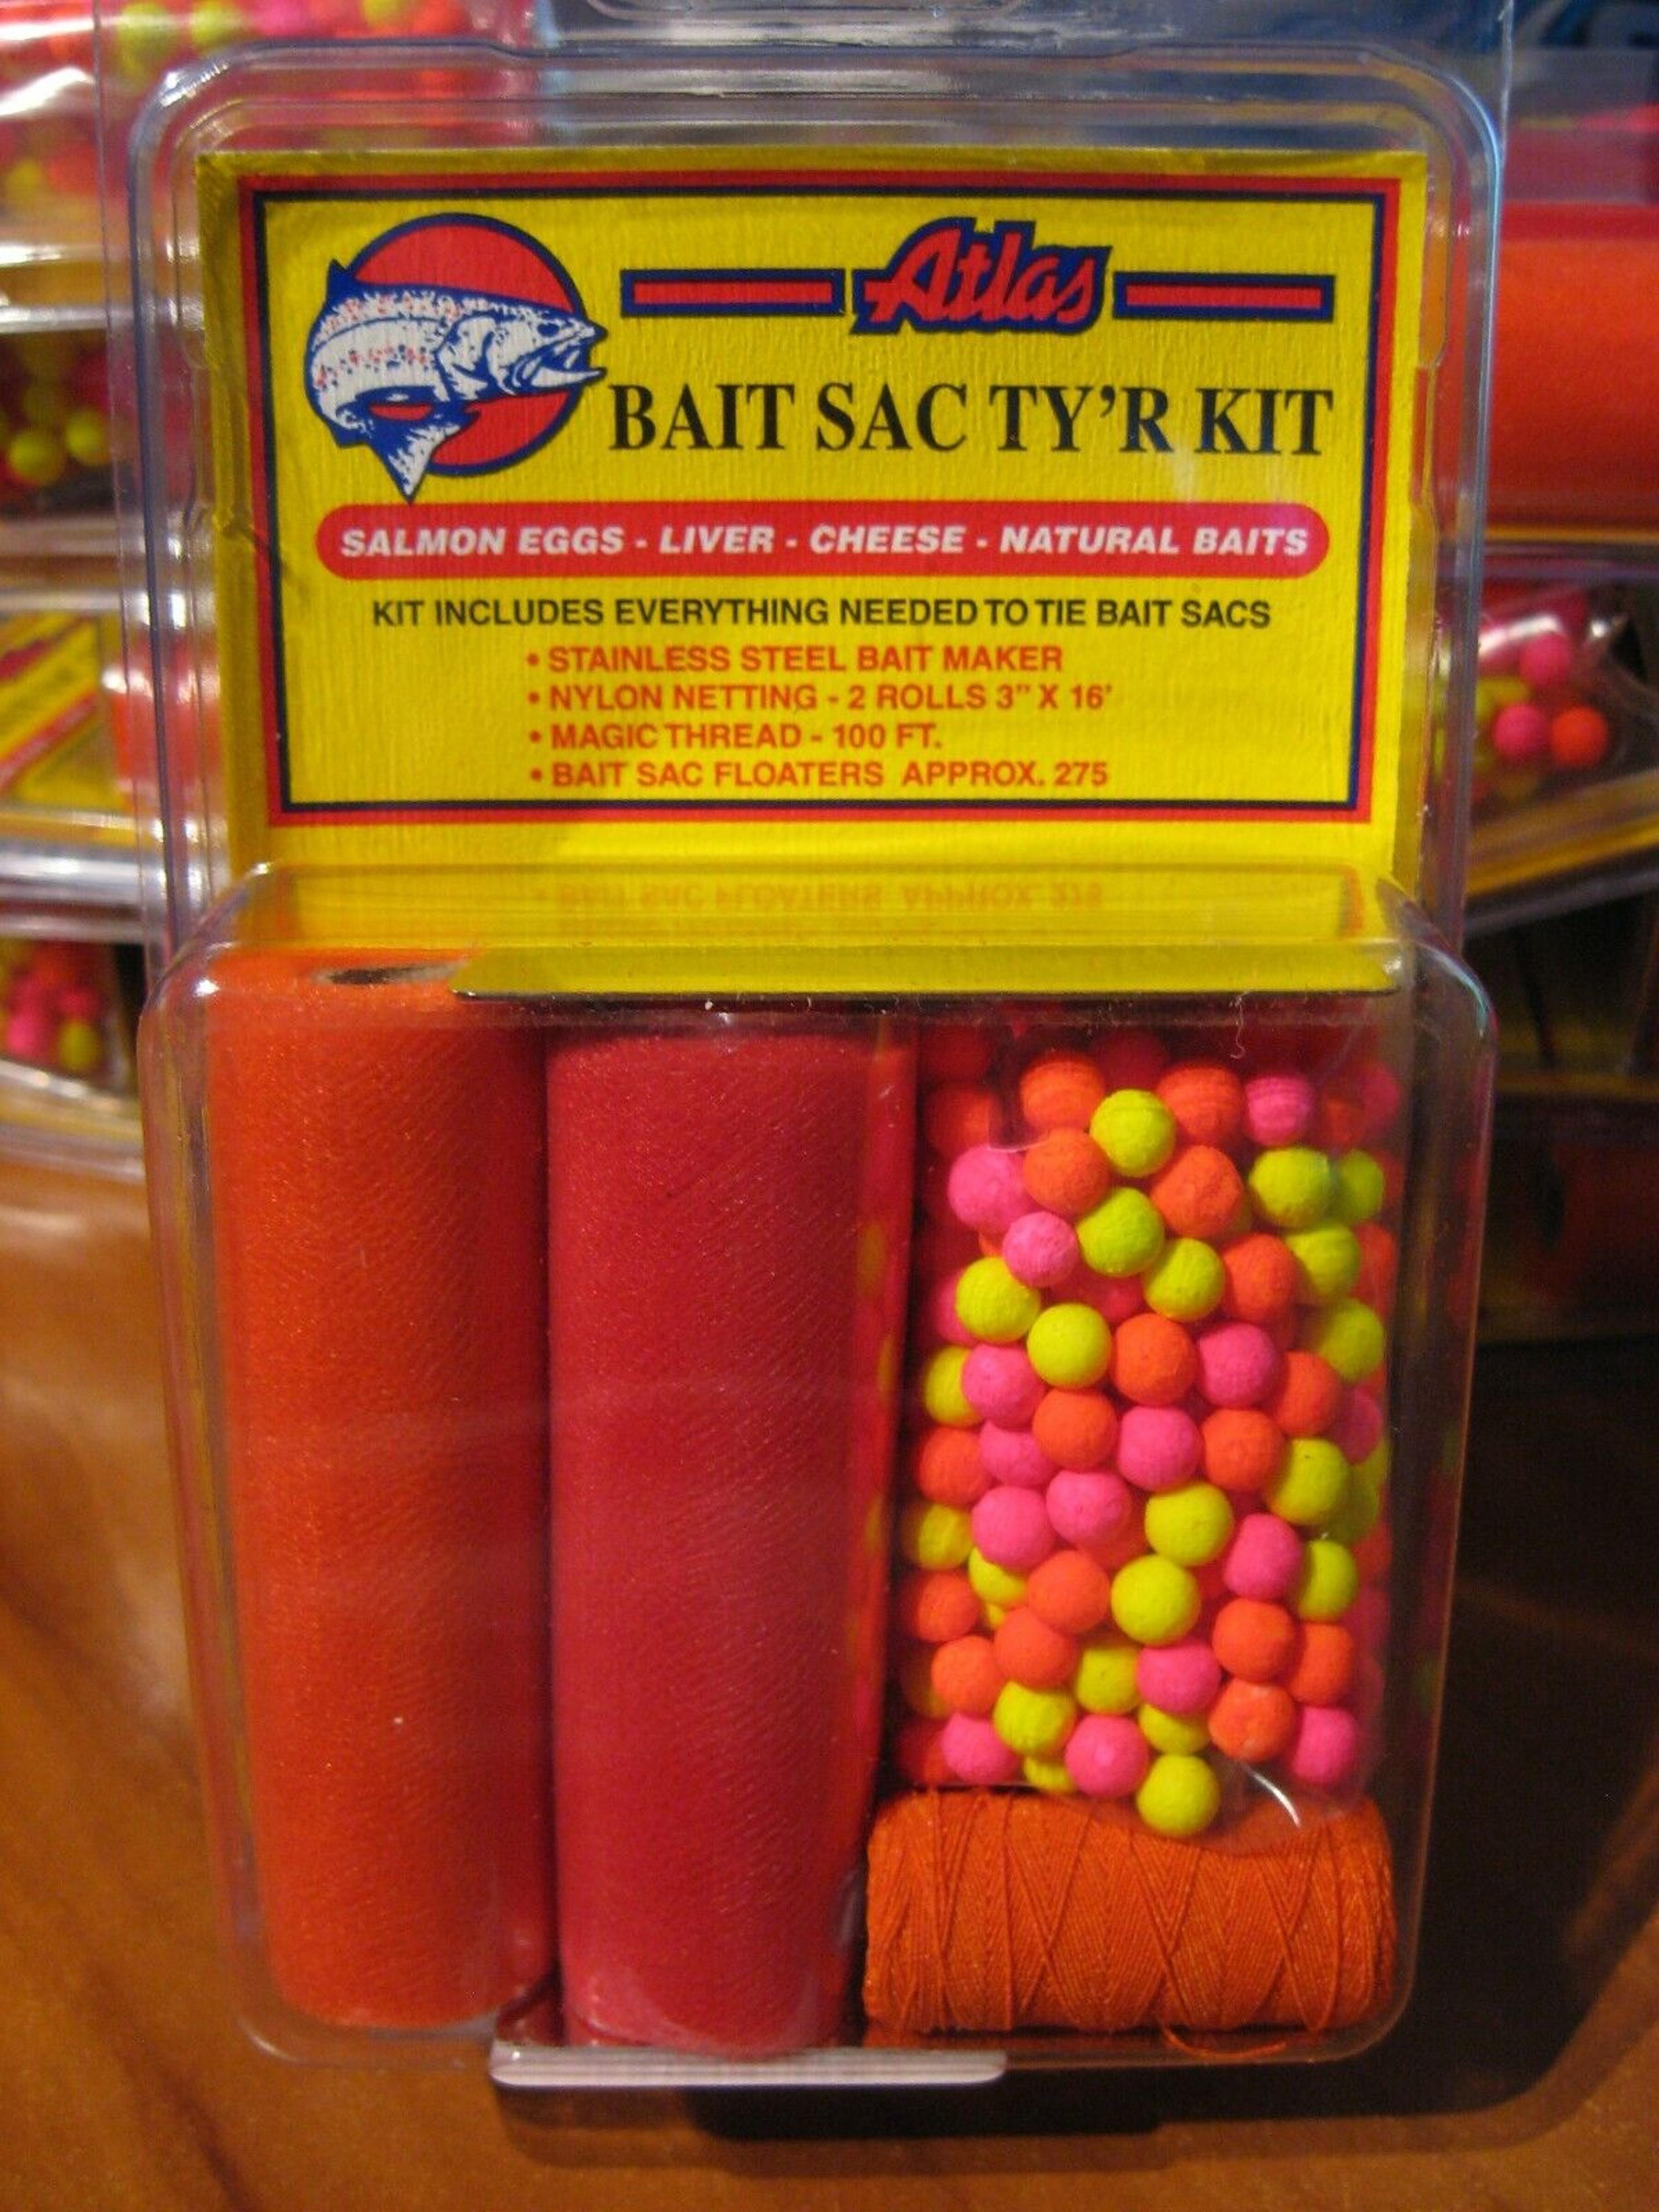 Atlas
BAIT SAC TY'R KIT
SALMON EGGS - LIVER - CHEESE - NATURAL BAITS
KIT INCLUDES EVERYTHING NEEDED TO TIE BAIT SACS
• STAINLESS STEEL BAIT MAKER
• NYLON NETTING - 2 ROLLS 3" X 16'
• MAGIC THREAD - 100 FT.
• BAIT SAC FLOATERS APPROX. 275